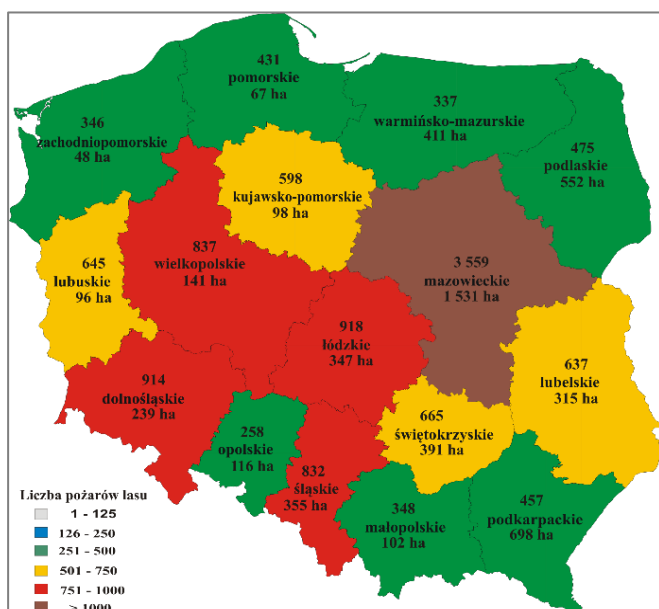 431
pomorskie
67 ha
337
warmińsko-mazurskie
411 ha
346
zachodniopomorskie
48 ha
475
podlaskie
552 ha
598
kujawsko-pomorskie
98 ha
837
wielkopolskie
141 ha
3 559
mazowieckie
1 531 ha
645
lubuskie
96 ha
918
łódzkie
347 ha
914
dolnośląskie
239 ha
637
lubelskie
315 ha
665
świętokrzyskie
391 ha
258
opolskie
116 ha
832
śląskie
355 ha
348
małopolskie
102 ha
457
podkarpackie
698 ha
Liczba pożarów lasu
1 - 125
126 - 250
251 - 500
501 - 750
751 - 1000
> 1000